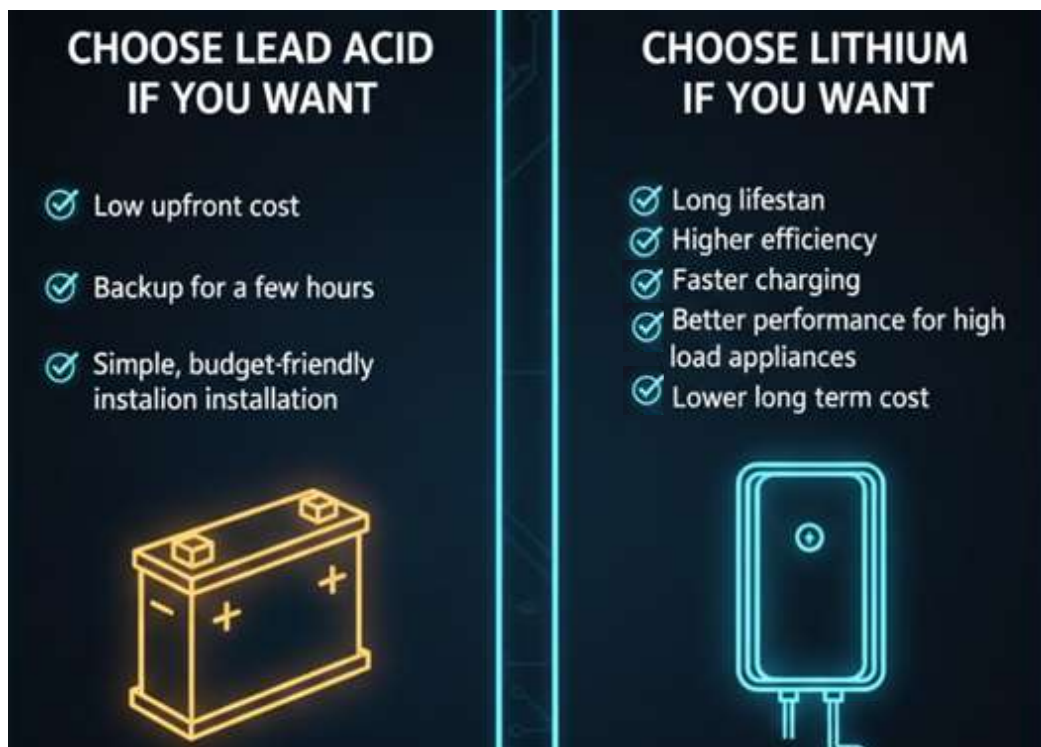 CHOOSE LEAD ACID
IF YOU WANT
Low upfront cost
Backup for a few hours
Simple, budget-friendly
instalion installation
CHOOSE LITHIUM
IF YOU WANT
Long lifestan
Higher efficiency
Faster charging
Better performance for high
load appliances
Lower long term cost